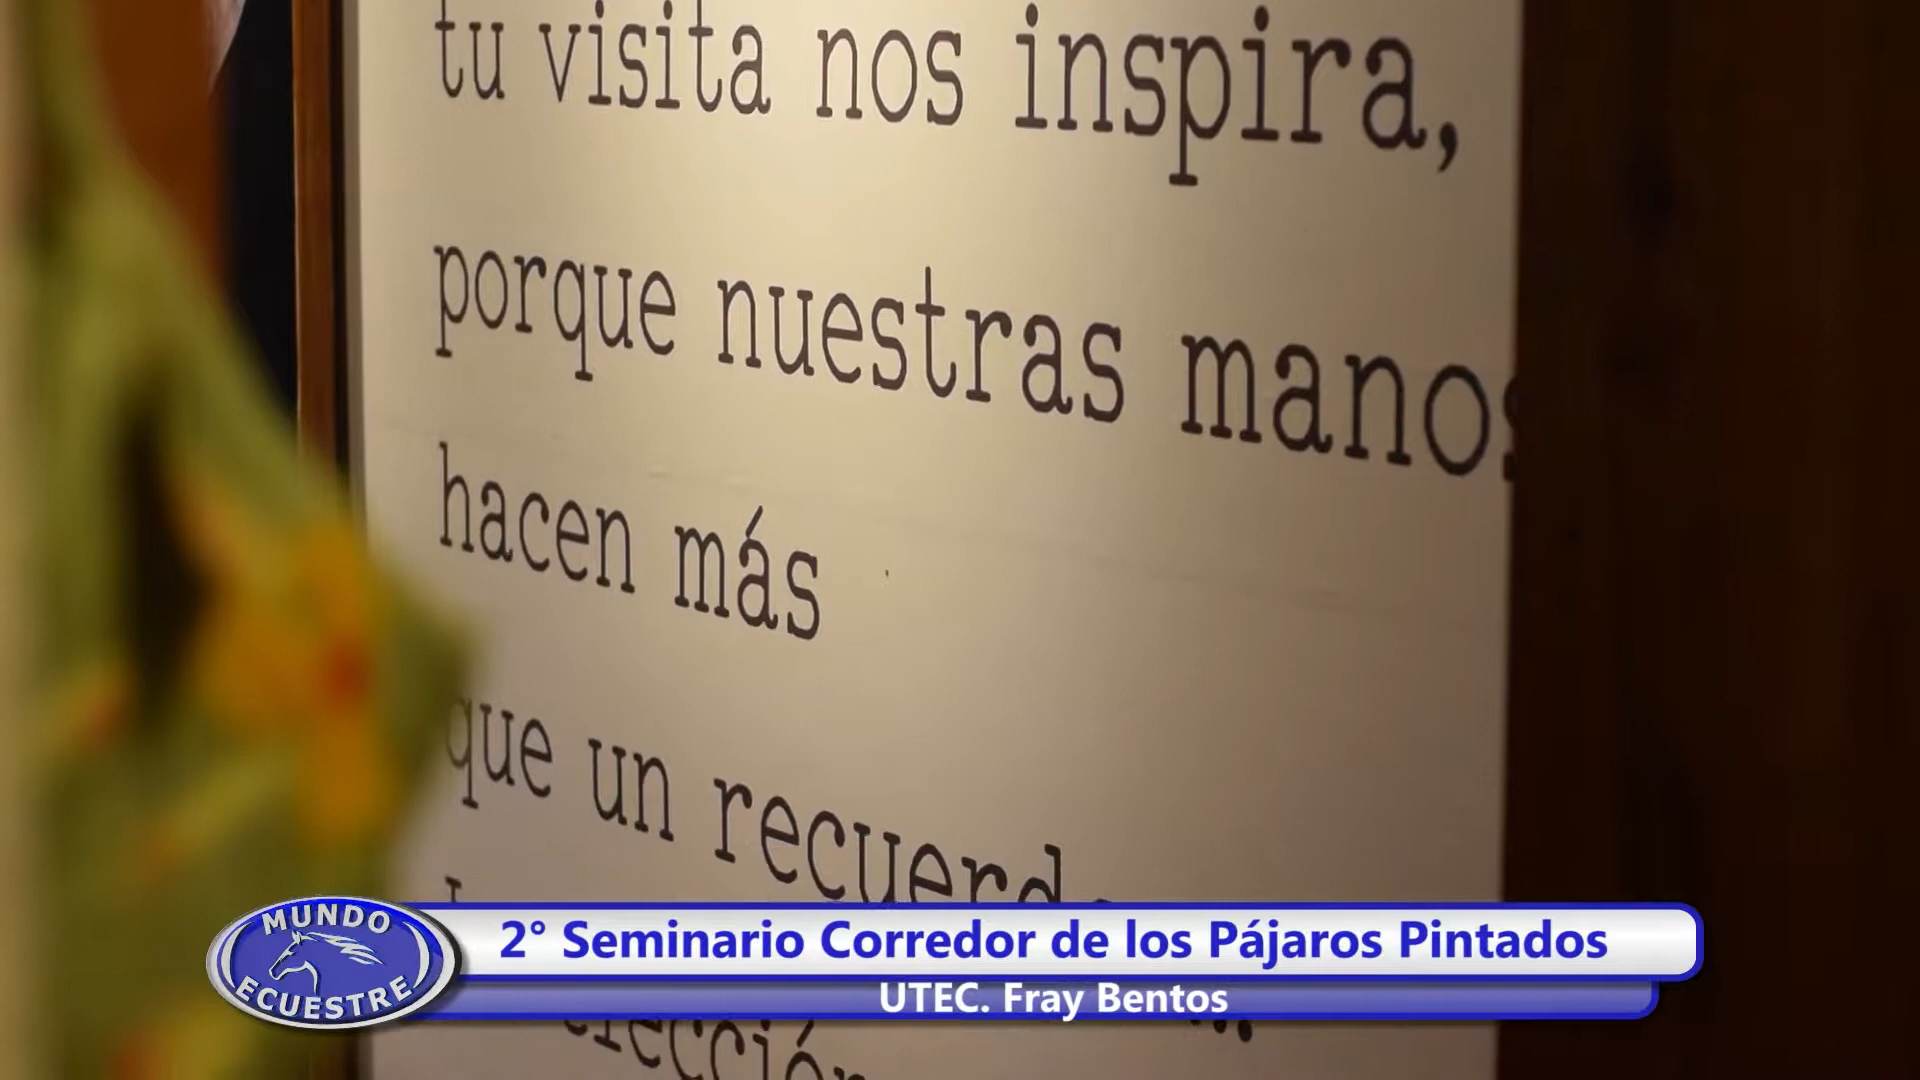 tu visita nos inspira,
porque nuestras manos
hacen más
que un
MUNDO
ECUESTRE
2° Seminario Corredor de los Pájaros Pintados
UTEC. Fray Bentos